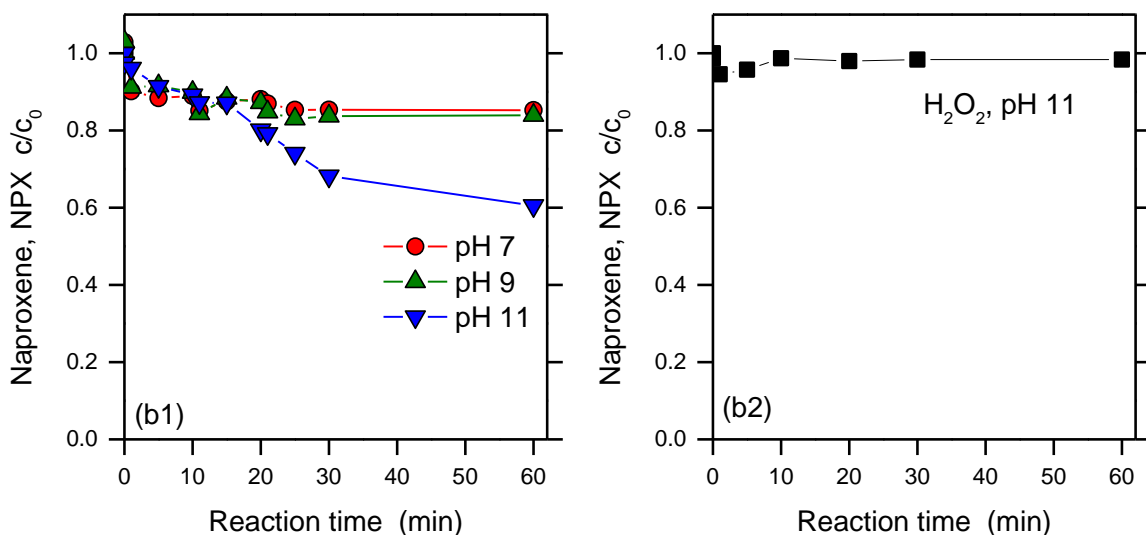 Naproxene, NPX c/c₀
1.0
0.8
0.6
0.4
0.2
0.0
pH 7
pH 9
pH 11
(b1)
0 10 20 30 40 50 60
Reaction time (min)
Naproxene, NPX c/c₀
1.0
0.8
0.6
0.4
0.2
0.0
H₂O₂, pH 11
(b2)
0 10 20 30 40 50 60
Reaction time (min)